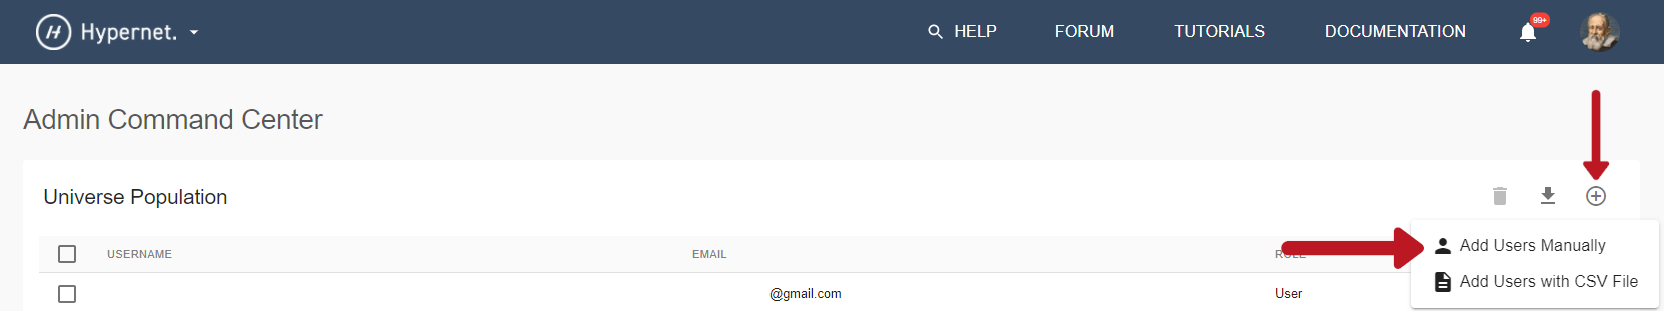 Hypernet.
HELP
FORUM
TUTORIALS
DOCUMENTATION
99+
Admin Command Center
Universe Population
USERNAME
EMAIL
ROLE
Add Users Manually
Add Users with CSV File
@gmail.com
User